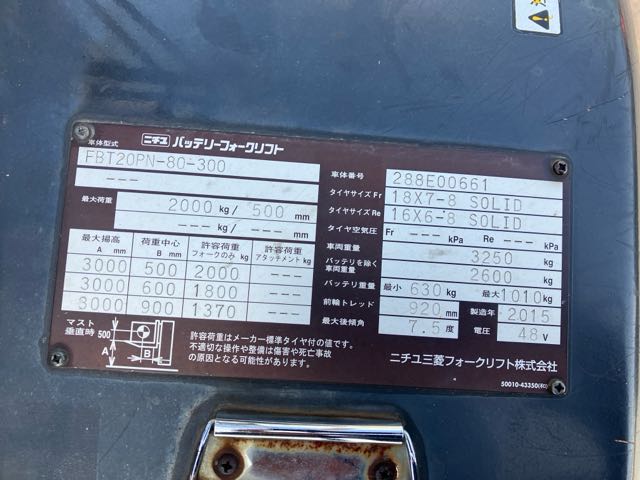 ニチユ バッテリーフォークリフト
車体型式 FBT20PN-80-300
---
最大荷重 2000 kg/ 500 mm
--- kg/ --- mm
最大揚高 A mm 荷重中心 B mm 許容荷重 フォークのみ kg 許容荷重 アタッチメント kg
3000 500 2000 ---
3000 600 1800 ---
3000 900 1370 ---
マスト垂直時 500 A B
許容荷重はメーカー標準タイヤ付の値です。
不適切な操作や整備は傷害や死亡事故
の原因となる可能性があります。
車体番号 288E00661
タイヤサイズ Fr 18X7-8 SOLID
タイヤサイズ Re 16X6-8 SOLID
タイヤ空気圧 Fr --- kPa Re --- kPa
車両重量 3250 kg
バッテリを除く車両重量 2600 kg
バッテリ重量 最小 630 kg 最大 1010 kg
前輪トレッド 920 mm 製造年 2015
最大後傾角 7.5 度 電圧 48 V
ニチユ三菱フォークリフト株式会社
50010-43350(和)